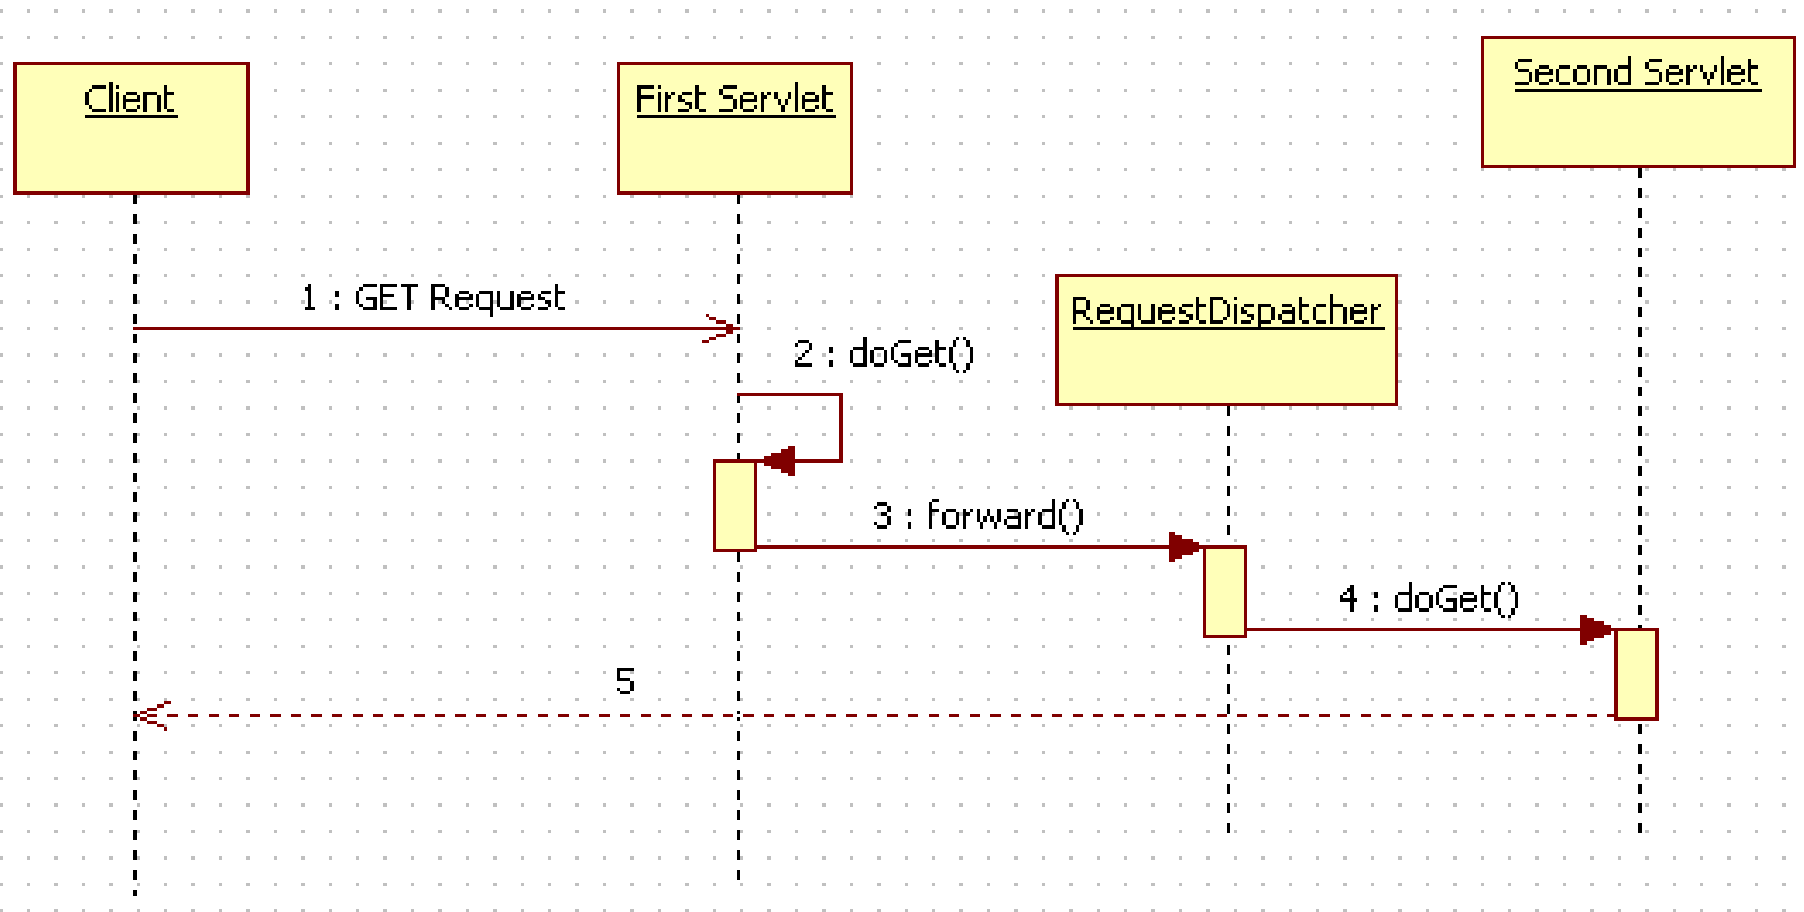 Client
First Servlet
Second Servlet
1 : GET Request
RequestDispatcher
2 : doGet()
3 : forward()
4 : doGet()
5